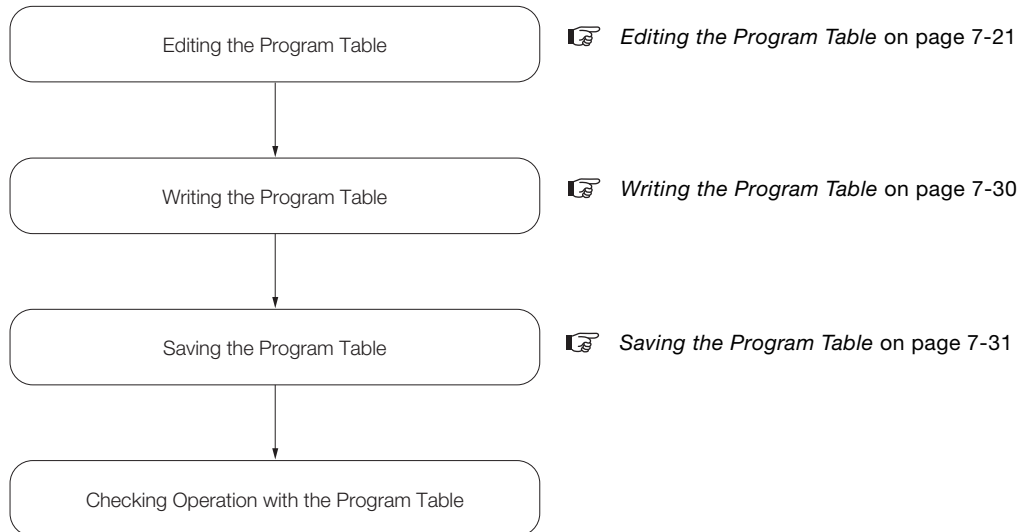 Editing the Program Table
Editing the Program Table on page 7-21
Writing the Program Table
Writing the Program Table on page 7-30
Saving the Program Table
Saving the Program Table on page 7-31
Checking Operation with the Program Table